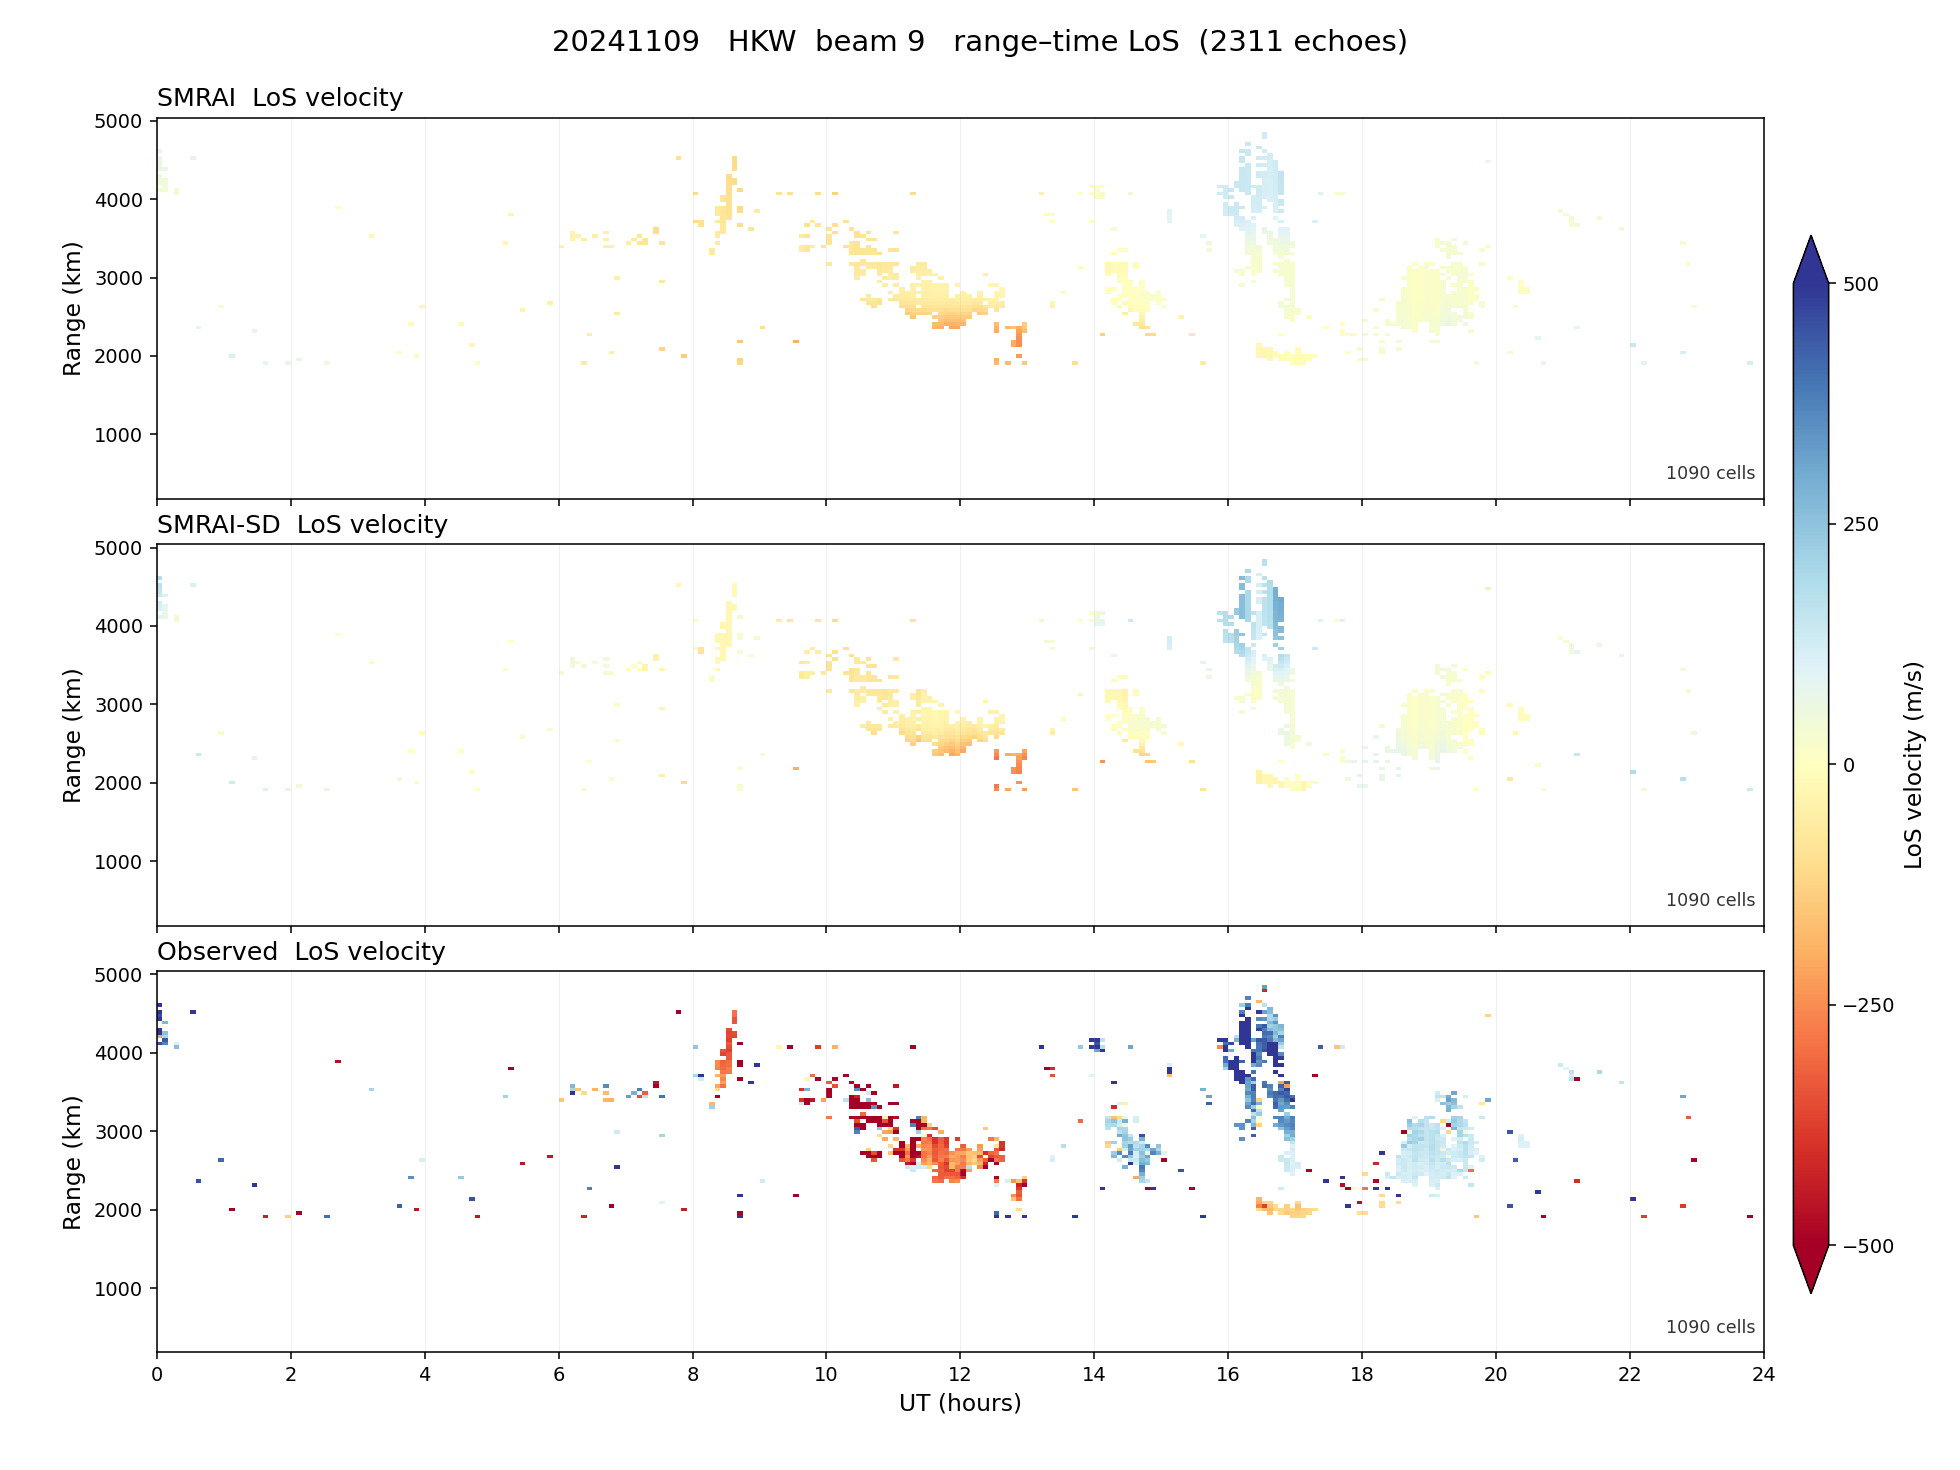 20241109   HKW  beam 9   range–time LoS  (2311 echoes)
SMRAI  LoS velocity
5000
4000
3000
2000
1000
Range (km)
1090 cells
SMRAI-SD  LoS velocity
5000
4000
3000
2000
1000
Range (km)
1090 cells
Observed  LoS velocity
5000
4000
3000
2000
1000
Range (km)
1090 cells
0 2 4 6 8 10 12 14 16 18 20 22 24
UT (hours)
500
250
0
−250
−500
LoS velocity (m/s)